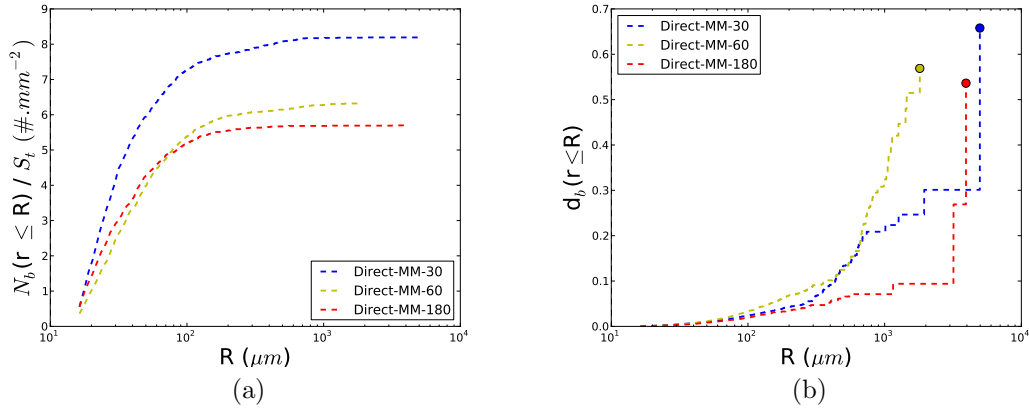 9
8
7
6
5
4
3
2
1
0
N_b(r ≤ R) / S_t (#.mm^{-2})
Direct-MM-30
Direct-MM-60
Direct-MM-180
10^1 10^2 10^3 10^4
R (μm)
(a)
0.7
0.6
0.5
0.4
0.3
0.2
0.1
0.0
d_b(r ≤R)
Direct-MM-30
Direct-MM-60
Direct-MM-180
10^1 10^2 10^3 10^4
R (μm)
(b)